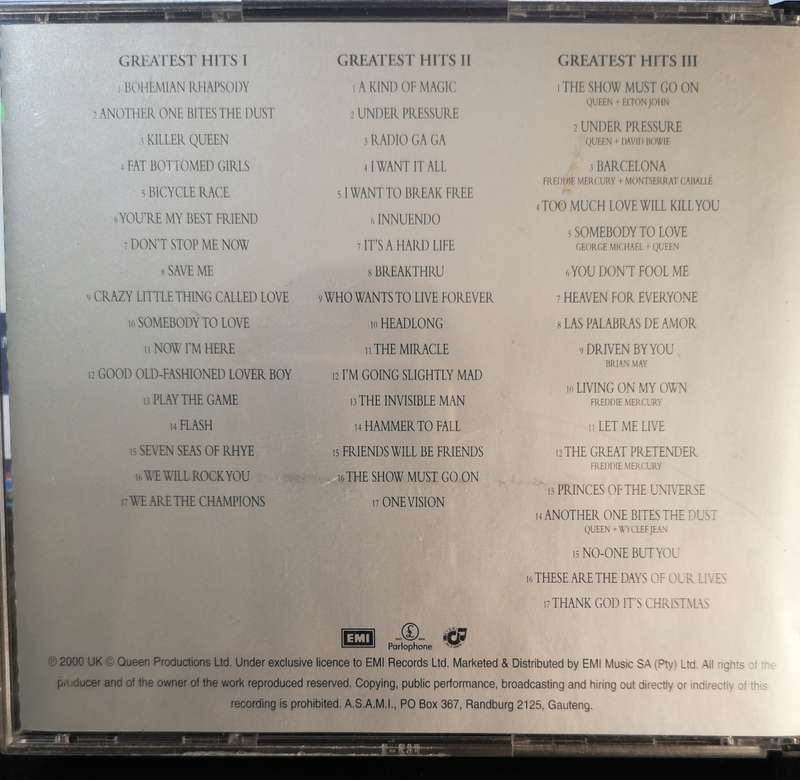 GREATEST HITS I
1 BOHEMIAN RHAPSODY
2 ANOTHER ONE BITES THE DUST
3 KILLER QUEEN
4 FAT BOTTOMED GIRLS
5 BICYCLE RACE
6 YOU'RE MY BEST FRIEND
7 DON'T STOP ME NOW
8 SAVE ME
9 CRAZY LITTLE THING CALLED LOVE
10 SOMEBODY TO LOVE
11 NOW I'M HERE
12 GOOD OLD-FASHIONED LOVER BOY
13 PLAY THE GAME
14 FLASH
15 SEVEN SEAS OF RHYE
16 WE WILL ROCK YOU
17 WE ARE THE CHAMPIONS
GREATEST HITS II
1 A KIND OF MAGIC
2 UNDER PRESSURE
3 RADIO GA GA
4 I WANT IT ALL
5 I WANT TO BREAK FREE
6 INNUENDO
7 IT'S A HARD LIFE
8 BREAKTHRU
9 WHO WANTS TO LIVE FOREVER
10 HEADLONG
11 THE MIRACLE
12 I'M GOING SLIGHTLY MAD
13 THE INVISIBLE MAN
14 HAMMER TO FALL
15 FRIENDS WILL BE FRIENDS
16 THE SHOW MUST GO ON
17 ONE VISION
GREATEST HITS III
1 THE SHOW MUST GO ON
QUEEN + ELTON JOHN
2 UNDER PRESSURE
QUEEN + DAVID BOWIE
3 BARCELONA
FREDDIE MERCURY + MONTSERRAT CABALLÉ
4 TOO MUCH LOVE WILL KILL YOU
5 SOMEBODY TO LOVE
GEORGE MICHAEL + QUEEN
6 YOU DON'T FOOL ME
7 HEAVEN FOR EVERYONE
8 LAS PALABRAS DE AMOR
9 DRIVEN BY YOU
BRIAN MAY
10 LIVING ON MY OWN
FREDDIE MERCURY
11 LET ME LIVE
12 THE GREAT PRETENDER
FREDDIE MERCURY
13 PRINCES OF THE UNIVERSE
14 ANOTHER ONE BITES THE DUST
QUEEN + WYCLEF JEAN
15 NO-ONE BUT YOU
16 THESE ARE THE DAYS OF OUR LIVES
17 THANK GOD IT'S CHRISTMAS
EMI
Parlophone
℗ 2000 UK © Queen Productions Ltd. Under exclusive licence to EMI Records Ltd. Marketed & Distributed by EMI Music SA (Pty) Ltd. All rights of the
producer and of the owner of the work reproduced reserved. Copying, public performance, broadcasting and hiring out directly or indirectly of this
recording is prohibited. A.S.A.M.I., PO Box 367, Randburg 2125, Gauteng.